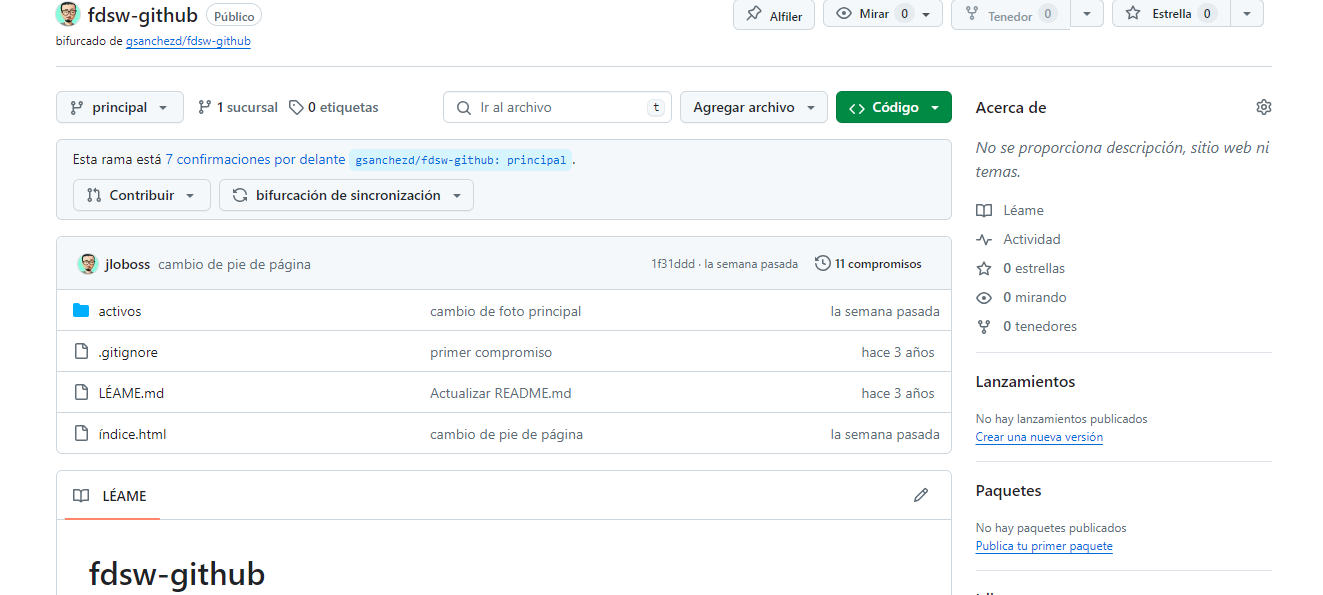 fdsw-github Público Alfiler Mirar 0 Tenedor 0 Estrella 0
bifurcado de gsanchezd/fdsw-github
principal 1 sucursal 0 etiquetas Ir al archivo t Agregar archivo Código
Esta rama está 7 confirmaciones por delante gsanchezd/fdsw-github: principal .
Contribuir bifurcación de sincronización
jloboss cambio de pie de página 1f31ddd · la semana pasada 11 compromisos
activos cambio de foto principal la semana pasada
.gitignore primer compromiso hace 3 años
LÉAME.md Actualizar README.md hace 3 años
índice.html cambio de pie de página la semana pasada
LÉAME
fdsw-github
Acerca de
No se proporciona descripción, sitio web ni
temas.
Léame
Actividad
0 estrellas
0 mirando
0 tenedores
Lanzamientos
No hay lanzamientos publicados
Crear una nueva versión
Paquetes
No hay paquetes publicados
Publica tu primer paquete